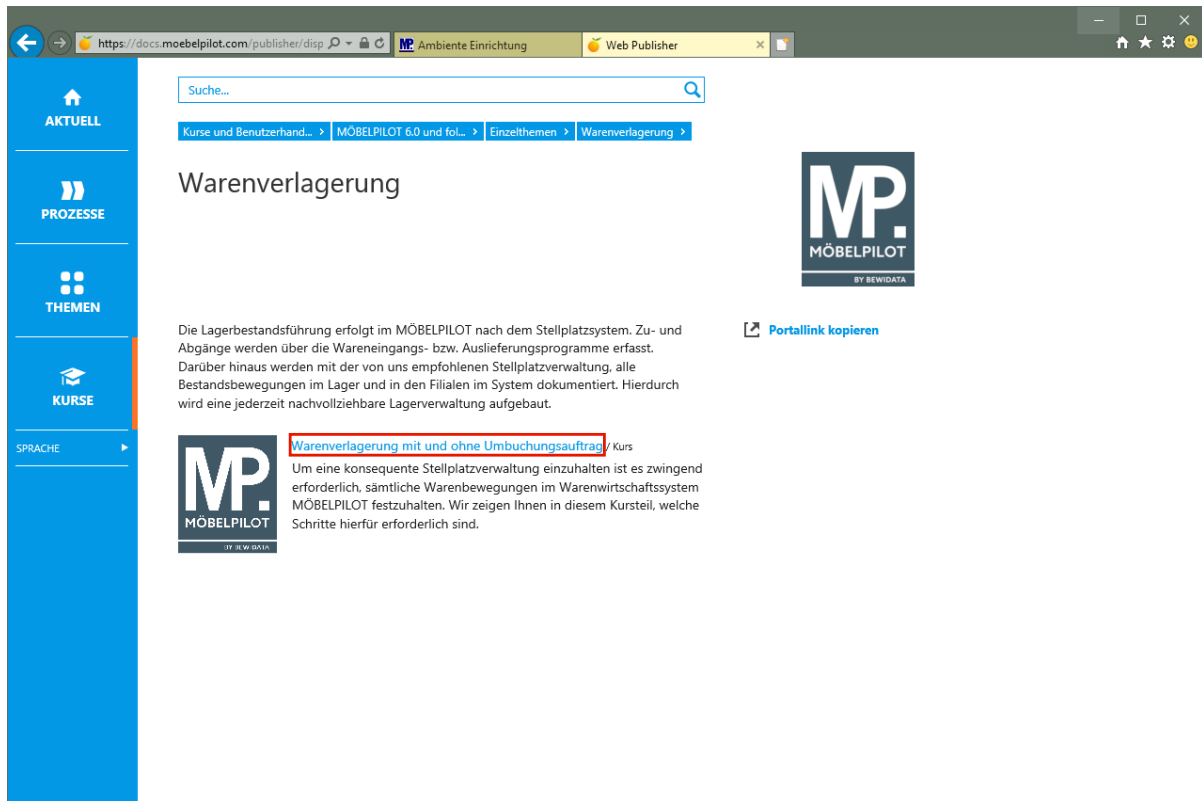 https://docs.moebelpilot.com/publisher/disp
MP. Ambiente Einrichtung
Web Publisher
AKTUELL
PROZESSE
THEMEN
KURSE
SPRACHE
Suche...
Kurse und Benutzerhand... > MÖBELPILOT 6.0 und fol... > Einzelthemen > Warenverlagerung >
Warenverlagerung
MP.
MÖBELPILOT
BY BEWIDATA
Die Lagerbestandsführung erfolgt im MÖBELPILOT nach dem Stellplatzsystem. Zu- und
Abgänge werden über die Wareneingangs- bzw. Auslieferungsprogramme erfasst.
Darüber hinaus werden mit der von uns empfohlenen Stellplatzverwaltung, alle
Bestandsbewegungen im Lager und in den Filialen im System dokumentiert. Hierdurch
wird eine jederzeit nachvollziehbare Lagerverwaltung aufgebaut.
Portallink kopieren
MP.
MÖBELPILOT
BY BEWIDATA
Warenverlagerung mit und ohne Umbuchungsauftrag / Kurs
Um eine konsequente Stellplatzverwaltung einzuhalten ist es zwingend
erforderlich, sämtliche Warenbewegungen im Warenwirtschaftssystem
MÖBELPILOT festzuhalten. Wir zeigen Ihnen in diesem Kursteil, welche
Schritte hierfür erforderlich sind.